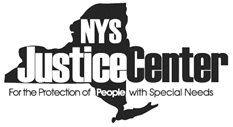 NYS
JusticeCenter
For the Protection of People with Special Needs